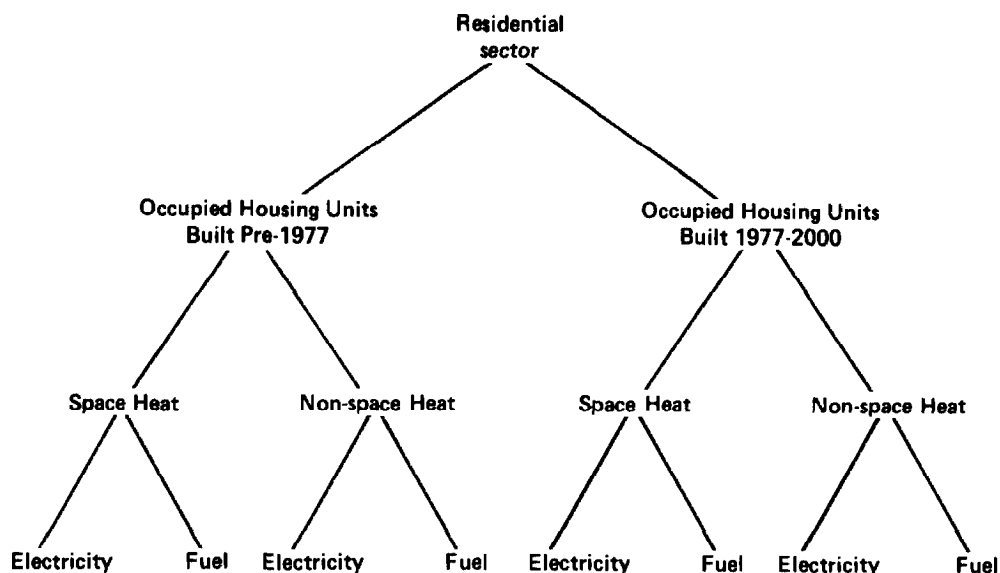 Residential
sector
Occupied Housing Units
Built Pre-1977
Occupied Housing Units
Built 1977-2000
Space Heat
Non-space Heat
Space Heat
Non-space Heat
Electricity
Fuel
Electricity
Fuel
Electricity
Fuel
Electricity
Fuel